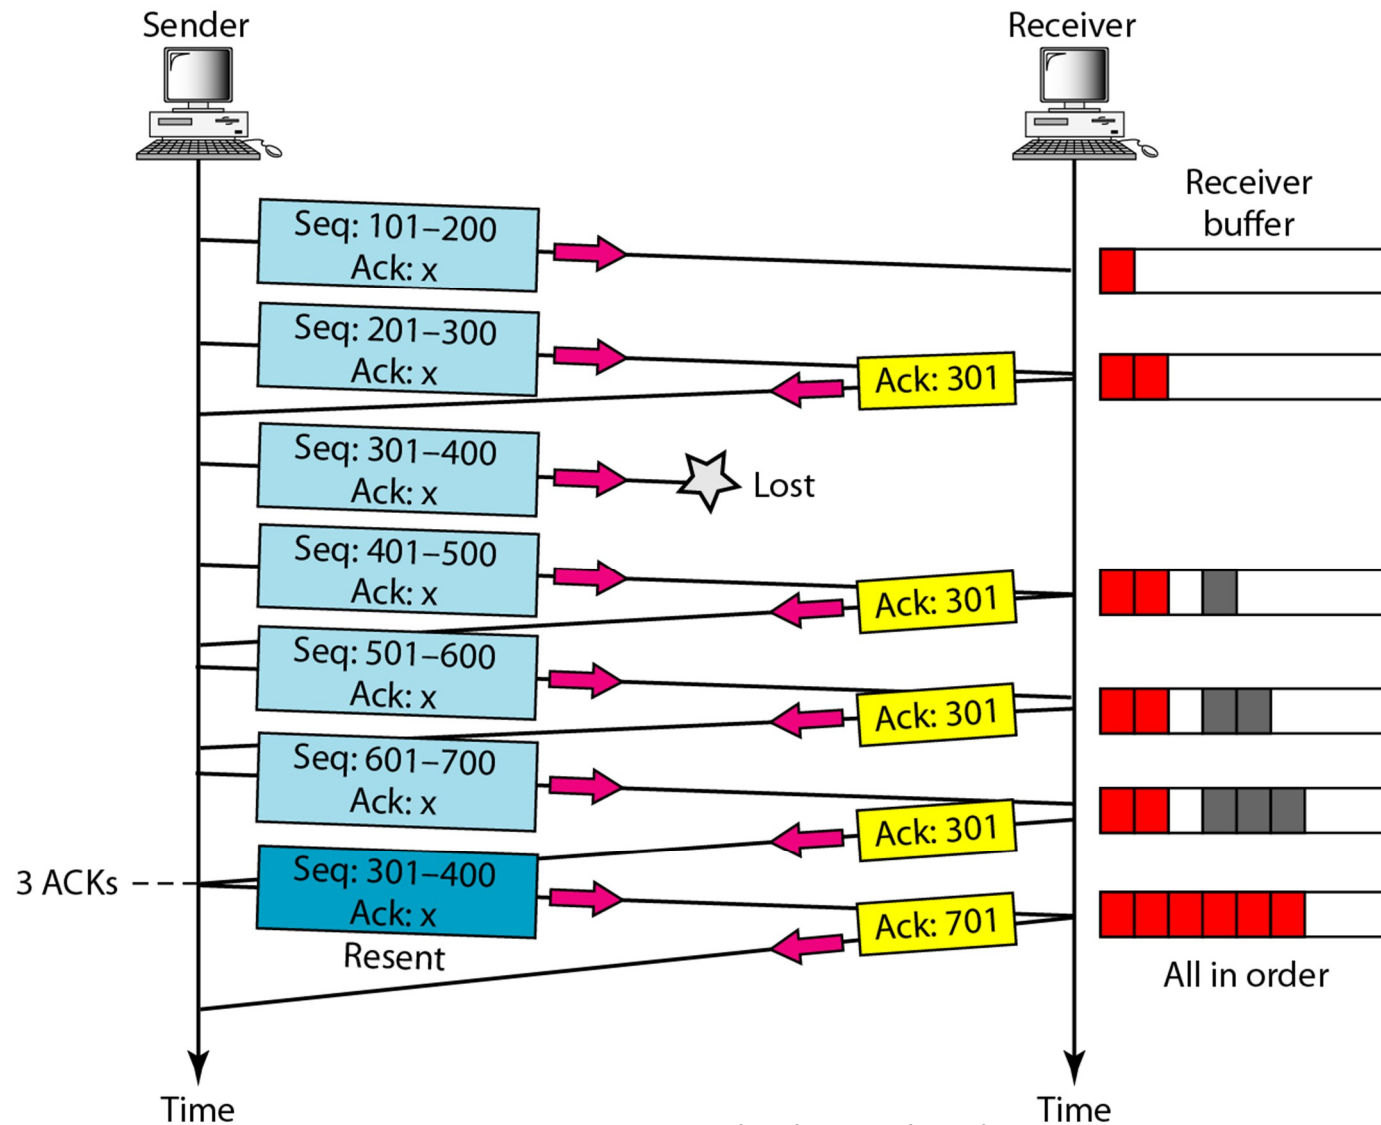 Sender
Receiver
Receiver
buffer
Seq: 101–200
Ack: x
Seq: 201–300
Ack: x
Ack: 301
Seq: 301–400
Ack: x
Lost
Seq: 401–500
Ack: x
Ack: 301
Seq: 501–600
Ack: x
Ack: 301
Seq: 601–700
Ack: x
Ack: 301
3 ACKs
Seq: 301–400
Ack: x
Resent
Ack: 701
All in order
Time
Time